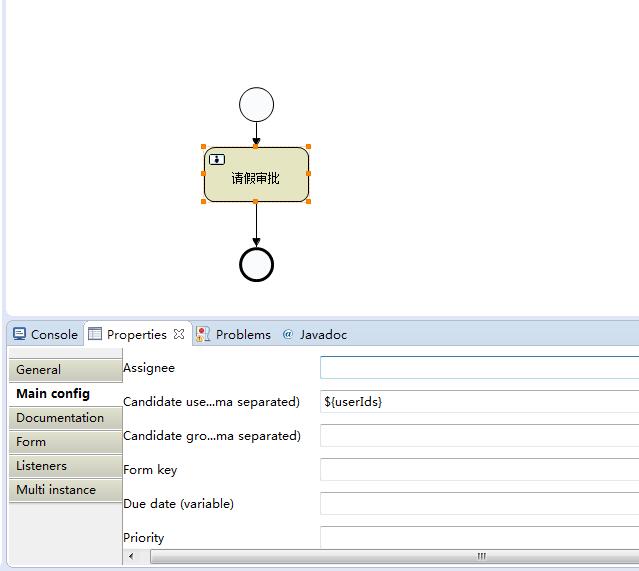 请假审批
Console
Properties
Problems
@ Javadoc
General
Main config
Documentation
Form
Listeners
Multi instance
Assignee
Candidate use...ma separated)
${userIds}
Candidate gro...ma separated)
Form key
Due date (variable)
Priority